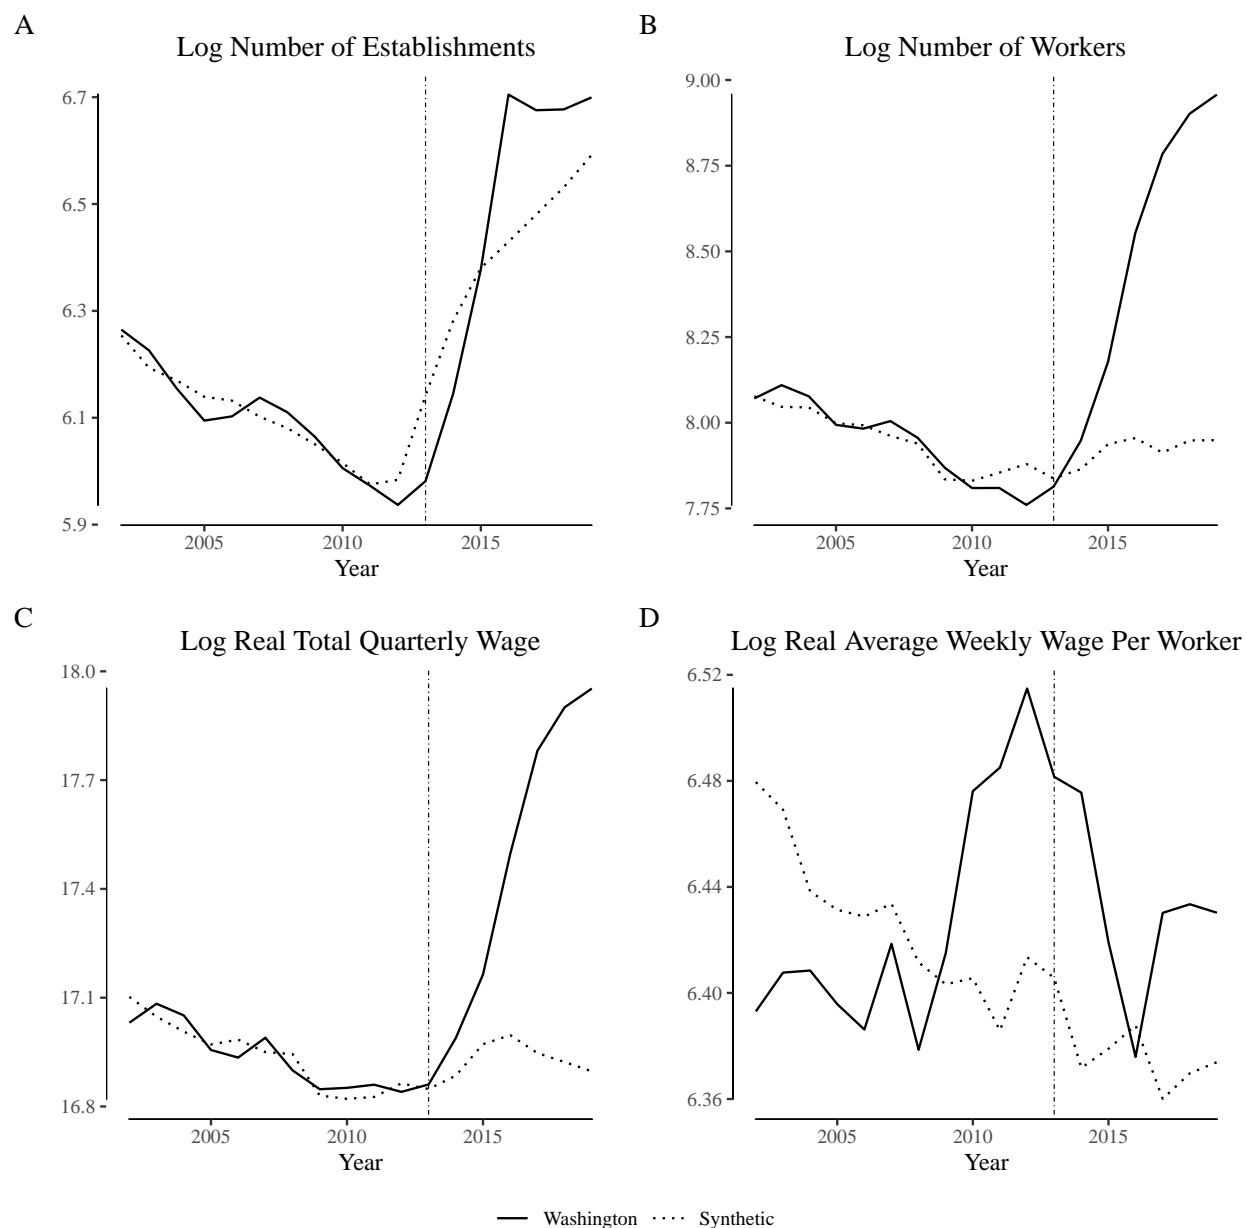 A
Log Number of Establishments
6.7
6.5
6.3
6.1
5.9
2005 2010 2015
Year
B
Log Number of Workers
9.00
8.75
8.50
8.25
8.00
7.75
2005 2010 2015
Year
C
Log Real Total Quarterly Wage
18.0
17.7
17.4
17.1
16.8
2005 2010 2015
Year
D
Log Real Average Weekly Wage Per Worker
6.52
6.48
6.44
6.40
6.36
2005 2010 2015
Year
Washington Synthetic